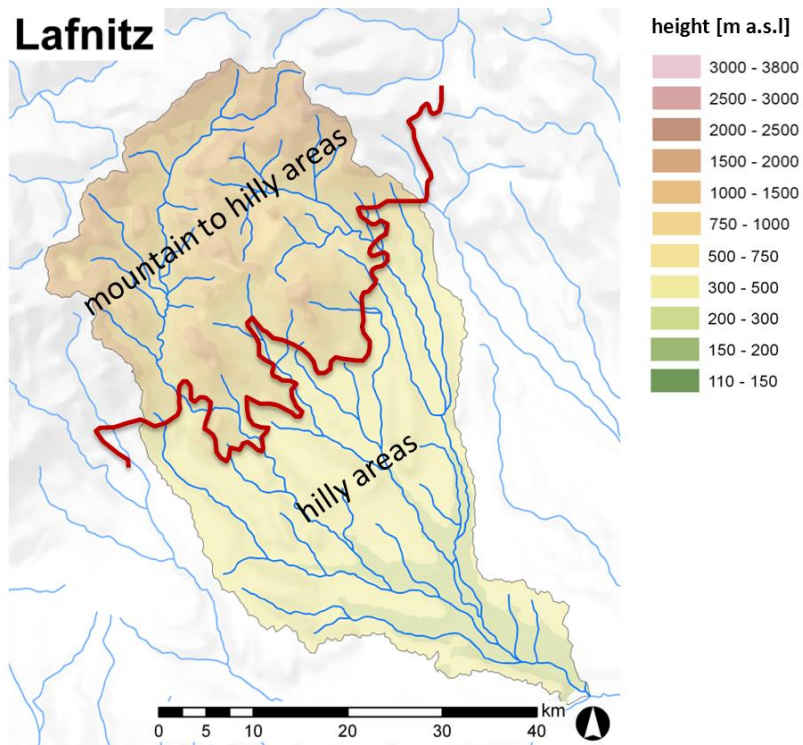 Lafnitz
height [m a.s.l]
3000 - 3800
2500 - 3000
2000 - 2500
1500 - 2000
1000 - 1500
750 - 1000
500 - 750
300 - 500
200 - 300
150 - 200
110 - 150
mountain to hilly areas
hilly areas
km
0 5 10 20 30 40